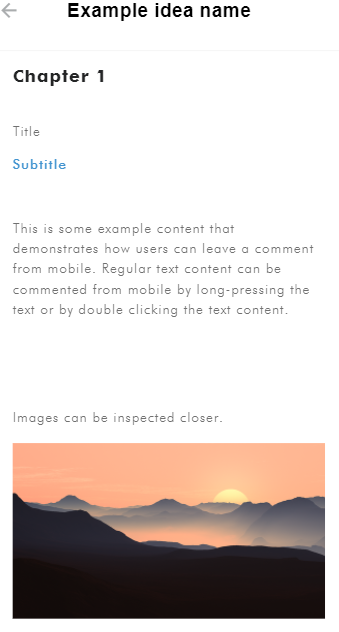 Example idea name
Chapter 1
Title
Subtitle
This is some example content that
demonstrates how users can leave a comment
from mobile. Regular text content can be
commented from mobile by long-pressing the
text or by double clicking the text content.
Images can be inspected closer.